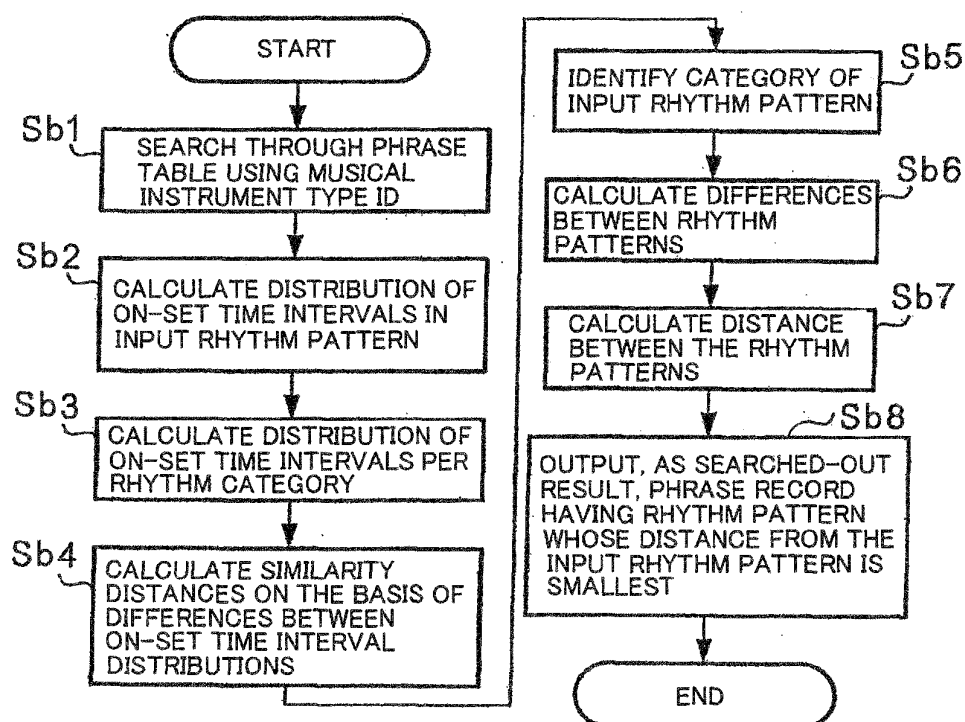 START
Sb1
SEARCH THROUGH PHRASE
TABLE USING MUSICAL
INSTRUMENT TYPE ID
Sb2
CALCULATE DISTRIBUTION OF
ON-SET TIME INTERVALS IN
INPUT RHYTHM PATTERN
Sb3
CALCULATE DISTRIBUTION OF
ON-SET TIME INTERVALS PER
RHYTHM CATEGORY
Sb4
CALCULATE SIMILARITY
DISTANCES ON THE BASIS OF
DIFFERENCES BETWEEN
ON-SET TIME INTERVAL
DISTRIBUTIONS
Sb5
IDENTIFY CATEGORY OF
INPUT RHYTHM PATTERN
Sb6
CALCULATE DIFFERENCES
BETWEEN RHYTHM
PATTERNS
Sb7
CALCULATE DISTANCE
BETWEEN THE RHYTHM
PATTERNS
Sb8
OUTPUT, AS SEARCHED-OUT
RESULT, PHRASE RECORD
HAVING RHYTHM PATTERN
WHOSE DISTANCE FROM THE
INPUT RHYTHM PATTERN IS
SMALLEST
END